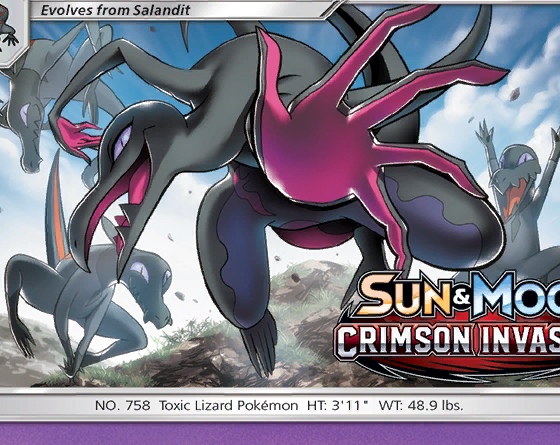 Evolves from Salandit
SUN & MOO
CRIMSON INVAS
NO. 758 Toxic Lizard Pokémon HT: 3'11" WT: 48.9 lbs.